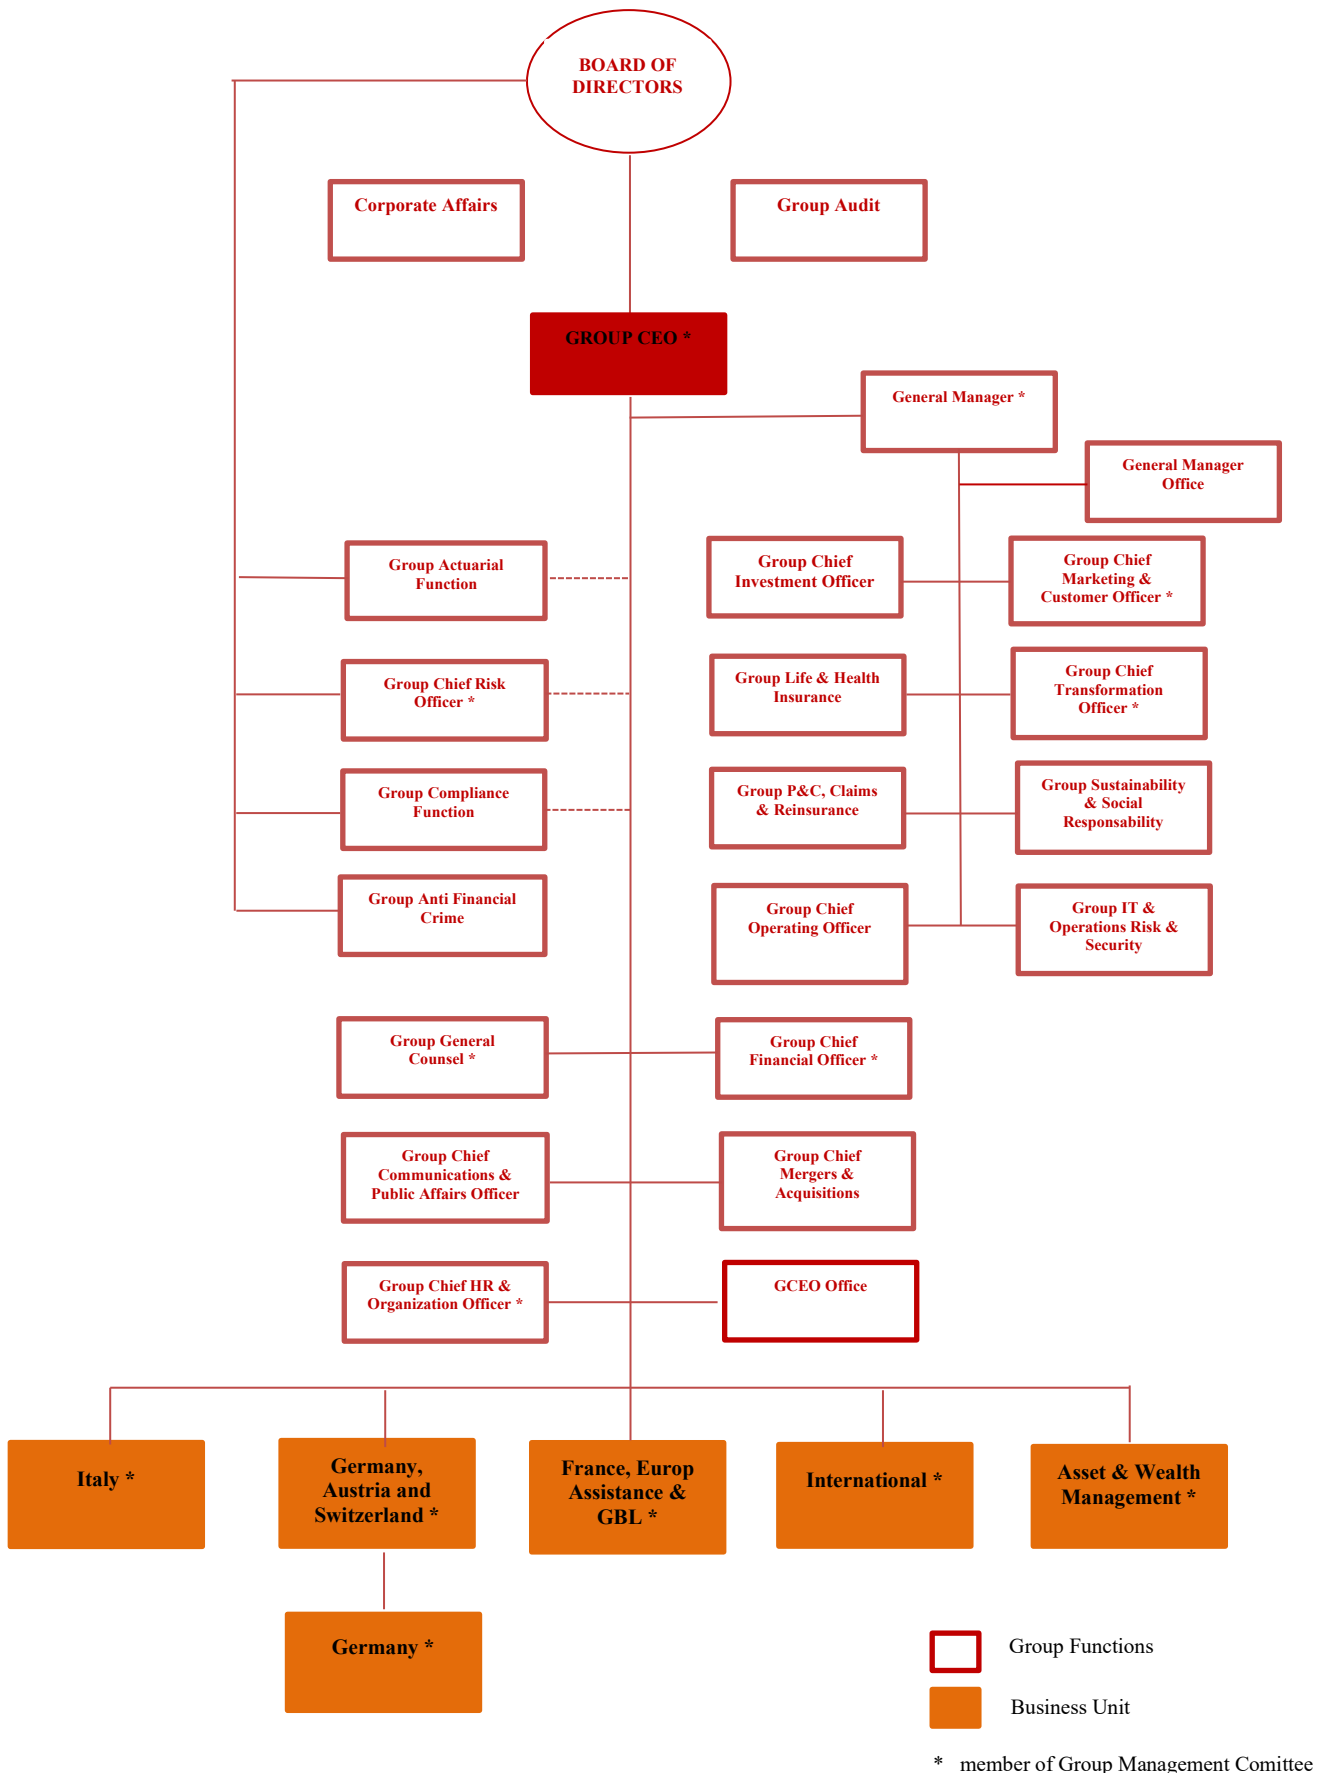 BOARD OF
DIRECTORS
Corporate Affairs
Group Audit
GROUP CEO *
General Manager *
General Manager
Office
Group Actuarial
Function
Group Chief
Investment Officer
Group Chief
Marketing &
Customer Officer *
Group Chief Risk
Officer *
Group Life & Health
Insurance
Group Chief
Transformation
Officer *
Group Compliance
Function
Group P&C, Claims
& Reinsurance
Group Sustainability
& Social
Responsability
Group Anti Financial
Crime
Group Chief
Operating Officer
Group IT &
Operations Risk &
Security
Group General
Counsel *
Group Chief
Financial Officer *
Group Chief
Communications &
Public Affairs Officer
Group Chief
Mergers &
Acquisitions
Group Chief HR &
Organization Officer *
GCEO Office
Italy *
Germany,
Austria and
Switzerland *
France, Europ
Assistance &
GBL *
International *
Asset & Wealth
Management *
Germany *
Group Functions
Business Unit
* member of Group Management Comittee